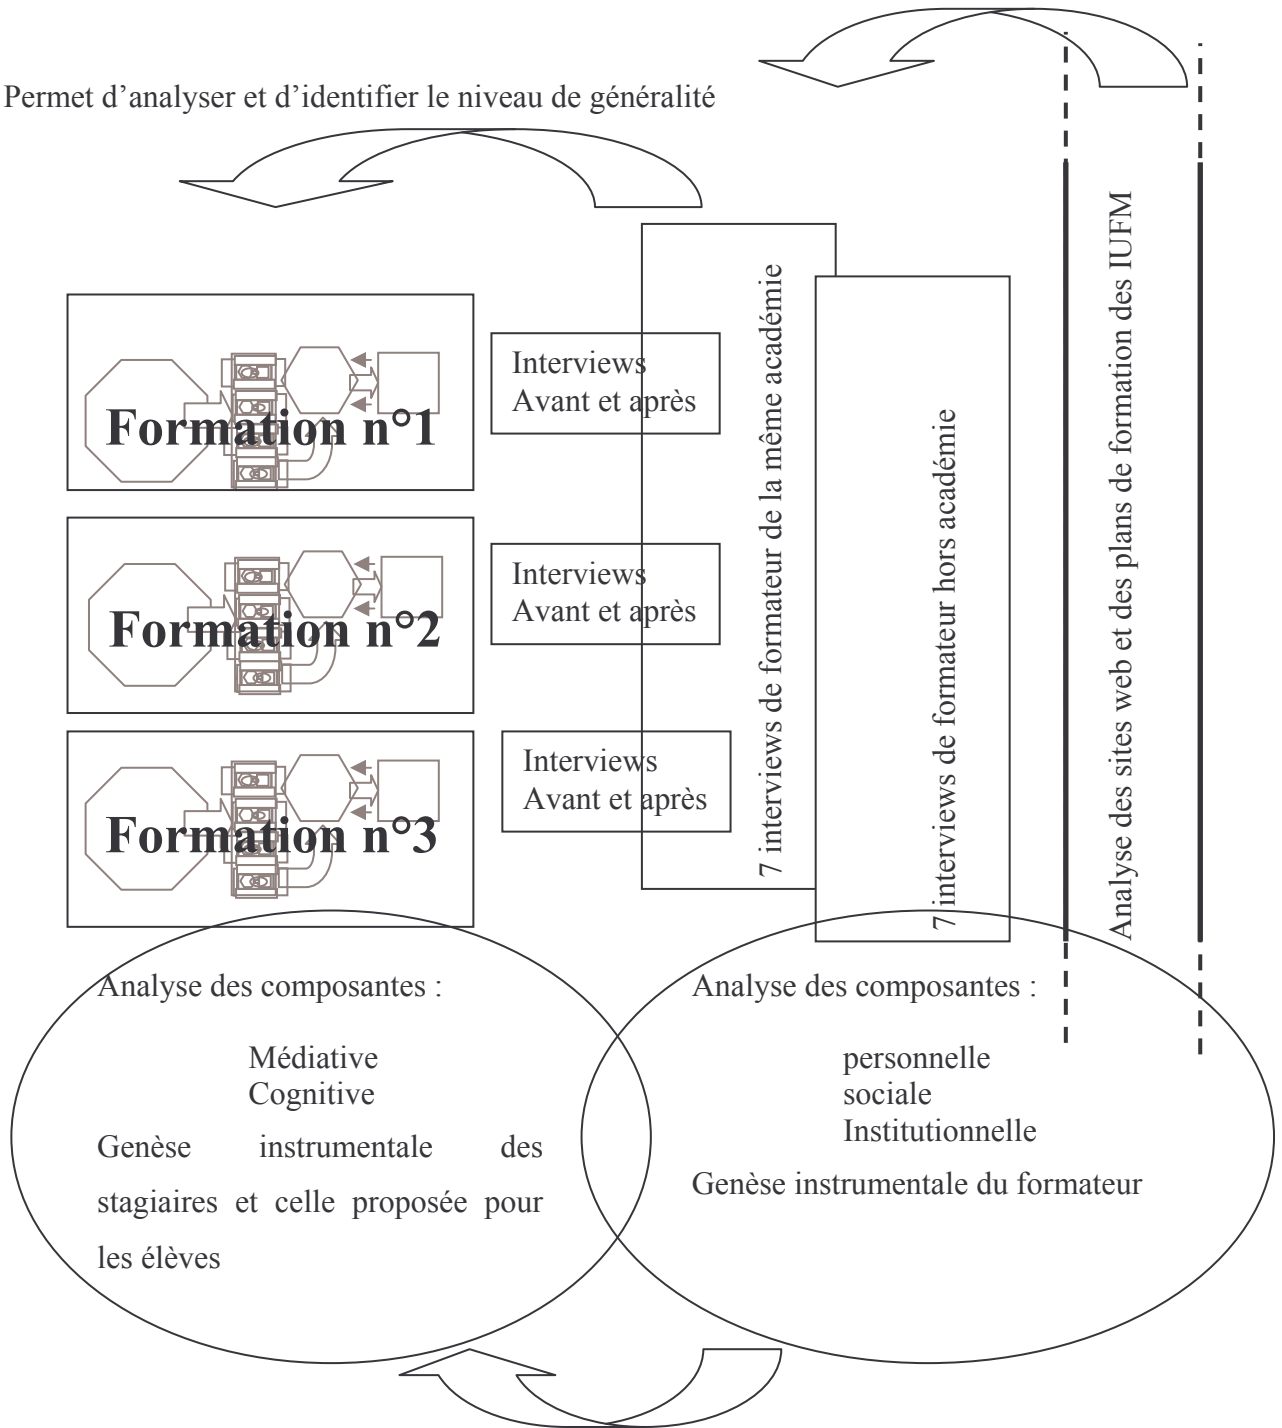 Permet d'analyser et d'identifier le niveau de généralité
Formation n°1
Interviews
Avant et après
Formation n°2
Interviews
Avant et après
Formation n°3
Interviews
Avant et après
7 interviews de formateur de la même académie
7 interviews de formateur hors académie
Analyse des sites web et des plans de formation des IUFM
Analyse des composantes :
Médiative
Cognitive
Genèse instrumentale des
stagiaires et celle proposée pour
les élèves
Analyse des composantes :
personnelle
sociale
Institutionnelle
Genèse instrumentale du formateur